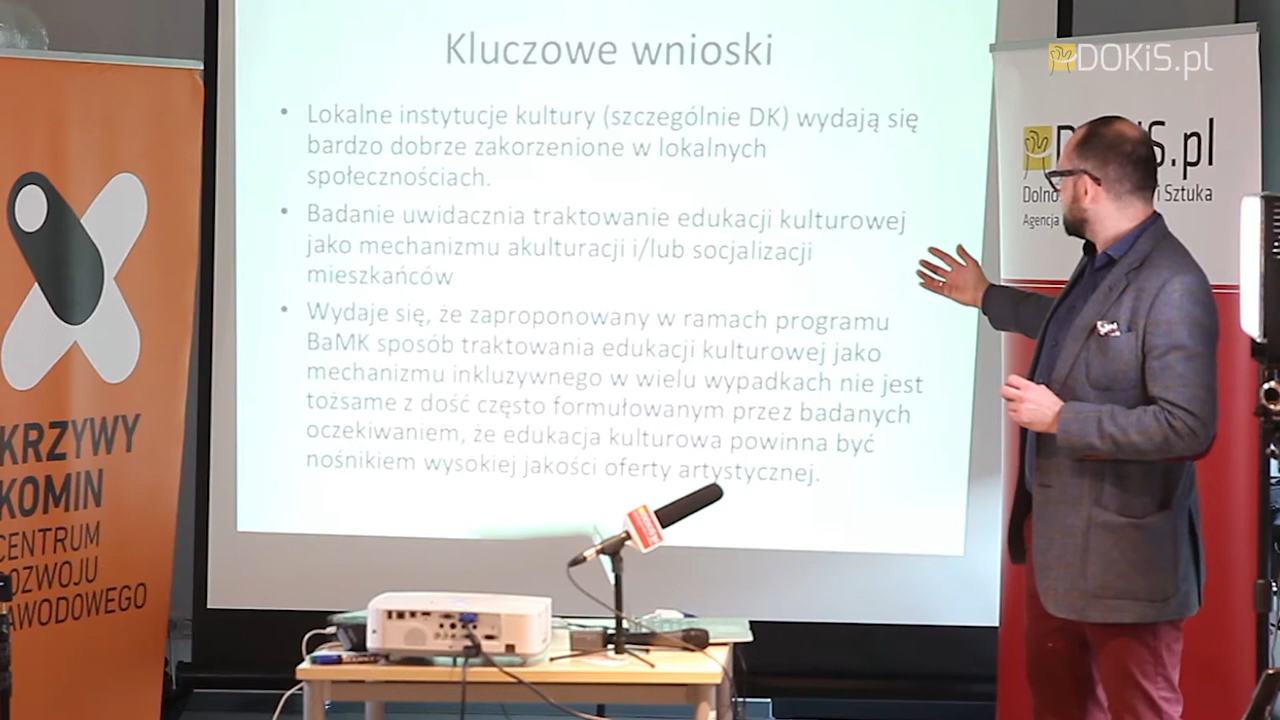 Kluczowe wnioski
• Lokalne instytucje kultury (szczególnie DK) wydają się
bardzo dobrze zakorzenione w lokalnych
społecznościach.
• Badanie uwidacznia traktowanie edukacji kulturowej
jako mechanizmu akulturacji i/lub socjalizacji
mieszkańców
• Wydaje się, że zaproponowany w ramach programu
BaMK sposób traktowania edukacji kulturowej jako
mechanizmu inkluzywnego w wielu wypadkach nie jest
tożsame z dość często formułowanym przez badanych
oczekiwaniem, że edukacja kulturowa powinna być
nośnikiem wysokiej jakości oferty artystycznej.
KRZYWY
KOMIN
CENTRUM
ROZWOJU
ZAWODOWEGO
DOKiS.pl
D S.pl
Dolno i Sztuka
Agencja